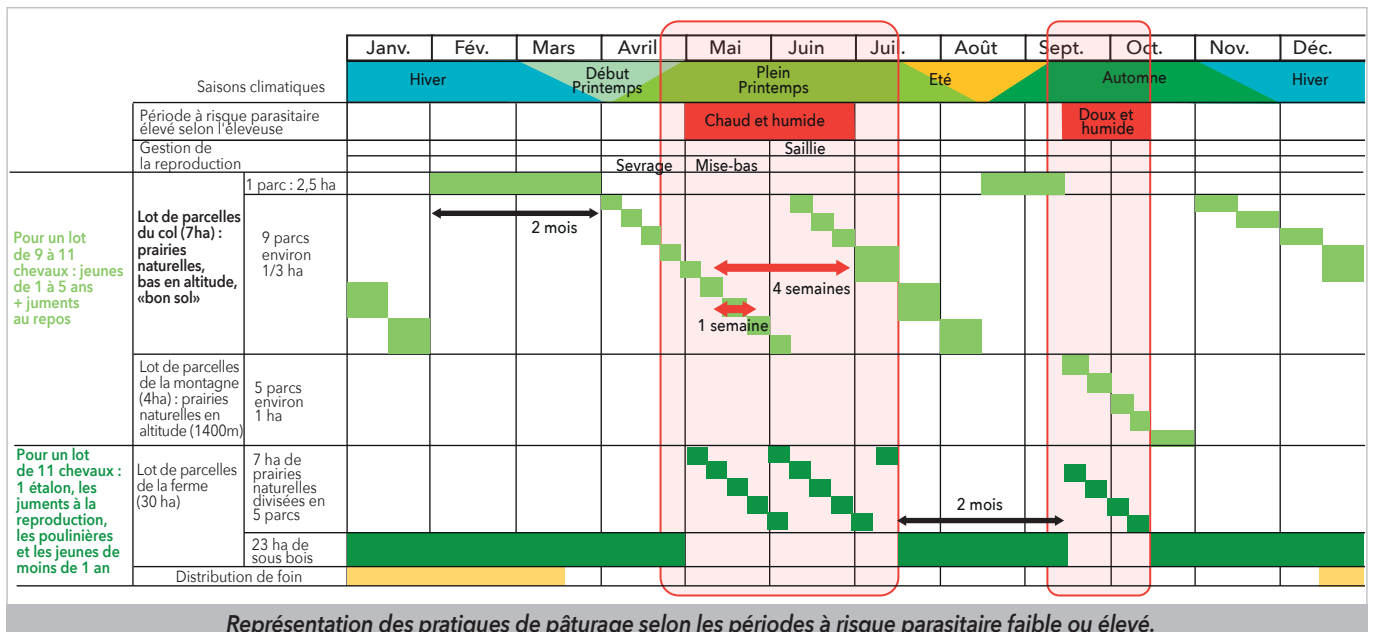 Janv. Fév. Mars Avril Mai Juin Juil. Août Sept. Oct. Nov. Déc.
Saisons climatiques
Hiver
Début
Printemps
Plein
Printemps
Eté
Automne
Hiver
Période à risque parasitaire
élevé selon l'éleveuse
Chaud et humide
Doux et
humide
Gestion de
la reproduction
Saillie
Sevrage
Mise-bas
Pour un lot
de 9 à 11
chevaux : jeunes
de 1 à 5 ans
+ juments
au repos
Lot de parcelles
du col (7ha) :
prairies
naturelles,
bas en altitude,
«bon sol»
1 parc : 2,5 ha
2 mois
9 parcs
environ
1/3 ha
4 semaines
1 semaine
Lot de parcelles
de la montagne
(4ha) : prairies
naturelles en
altitude (1400m)
5 parcs
environ
1 ha
Pour un lot
de 11 chevaux :
1 étalon, les
juments à la
reproduction,
les poulinières
et les jeunes de
moins de 1 an
Lot de parcelles
de la ferme
(30 ha)
7 ha de
prairies
naturelles
divisées en
5 parcs
2 mois
23 ha de
sous bois
Distribution de foin
Représentation des pratiques de pâturage selon les périodes à risque parasitaire faible ou élevé.